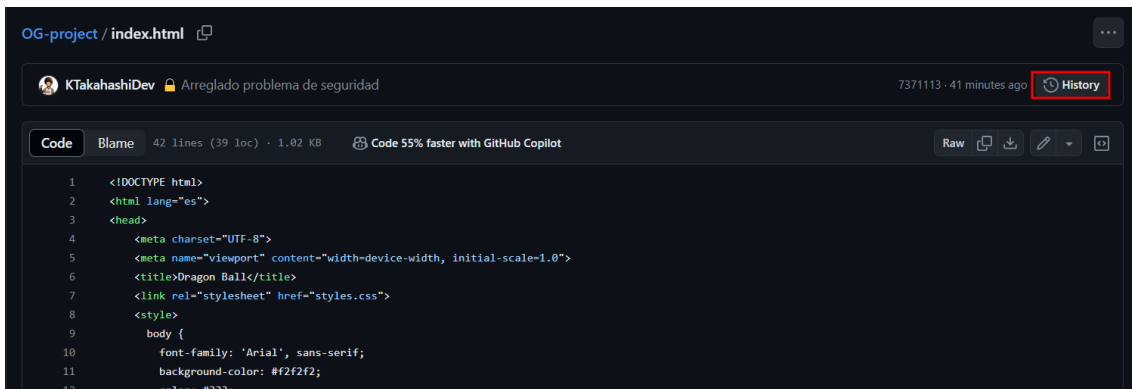 OG-project / index.html
KTakahashiDev 🔒 Arreglado problema de seguridad 7371113 · 41 minutes ago History
Code Blame 42 lines (39 loc) · 1.02 KB Code 55% faster with GitHub Copilot Raw
1 <!DOCTYPE html>
2 <html lang="es">
3 <head>
4 <meta charset="UTF-8">
5 <meta name="viewport" content="width=device-width, initial-scale=1.0">
6 <title>Dragon Ball</title>
7 <link rel="stylesheet" href="styles.css">
8 <style>
9 body {
10 font-family: 'Arial', sans-serif;
11 background-color: #f2f2f2;